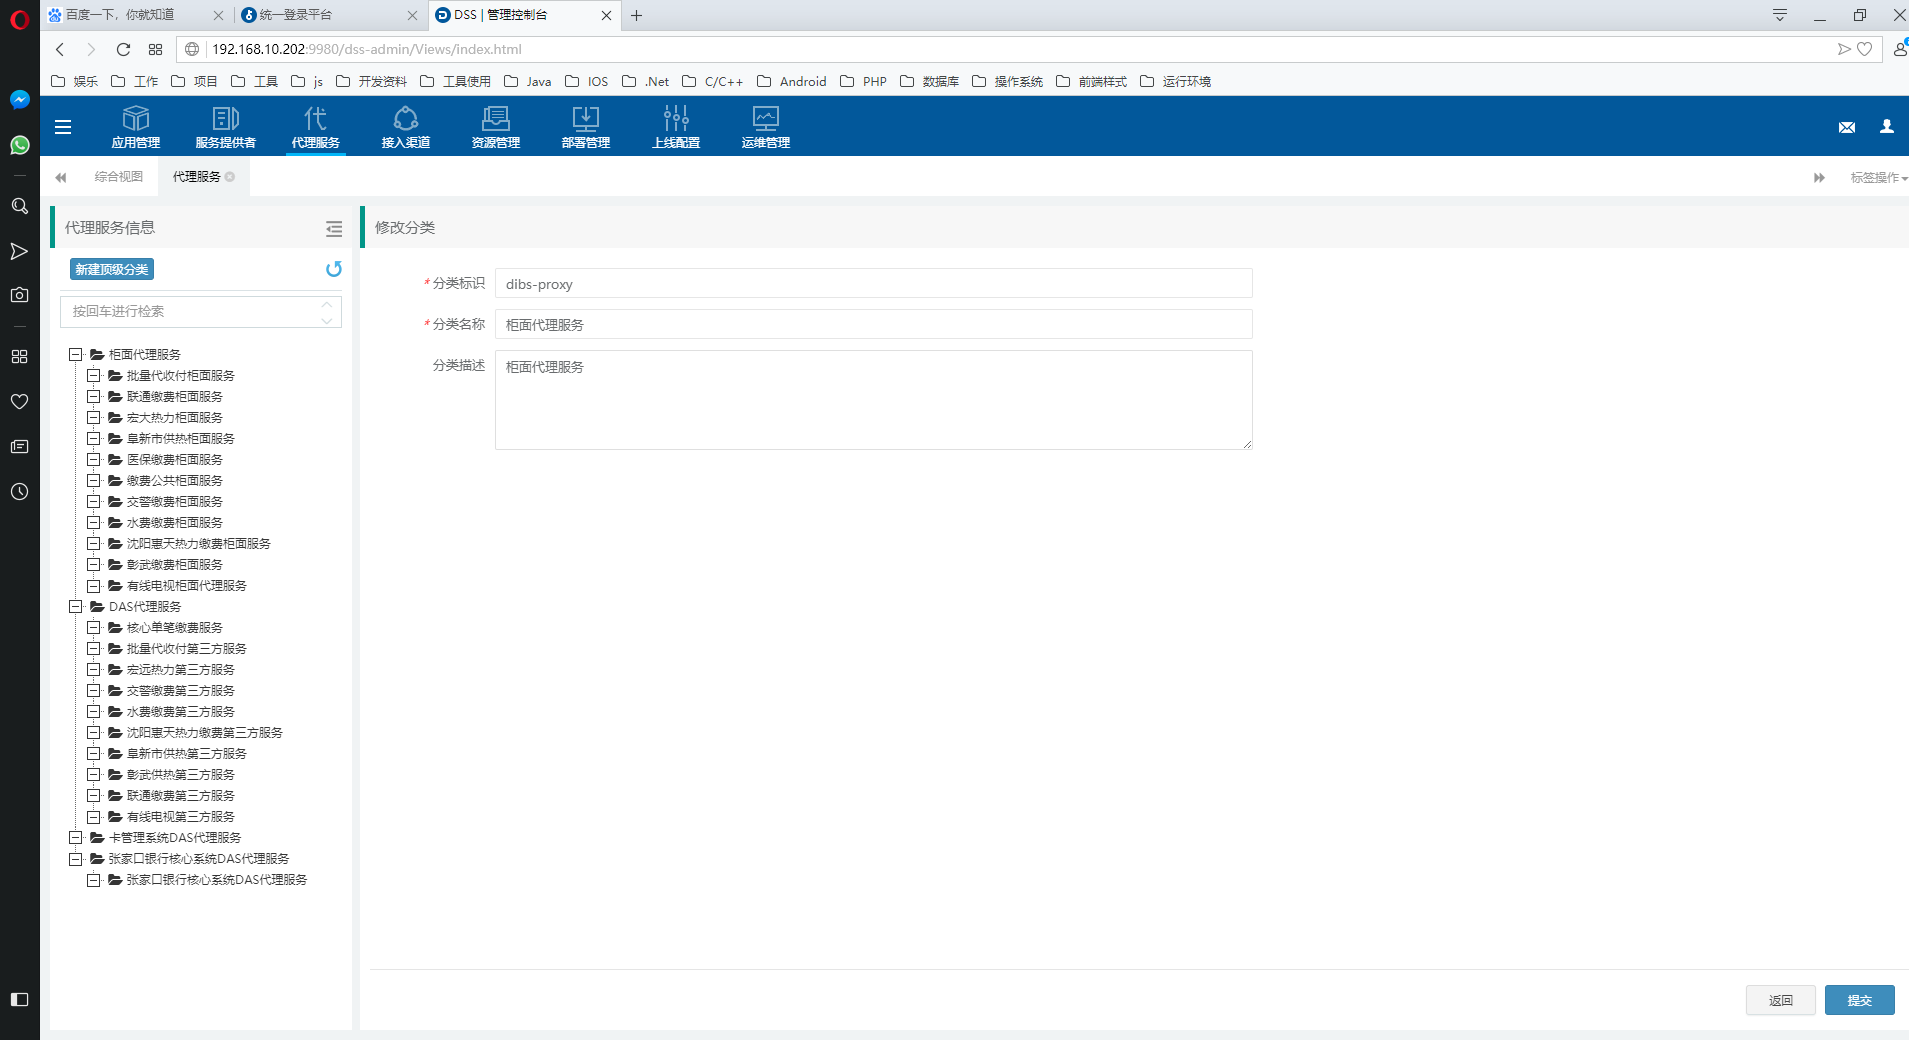 百度一下，你就知道
统一登录平台
DSS | 管理控制台
192.168.10.202:9980/dss-admin/Views/index.html
娱乐 工作 项目 工具 js 开发资料 工具使用 Java IOS .Net C/C++ Android PHP 数据库 操作系统 前端样式 运行环境
应用管理 服务提供者 代理服务 接入渠道 资源管理 部署管理 上线配置 运维管理
综合视图 代理服务 标签操作
代理服务信息
新建顶级分类
按回车进行检索
柜面代理服务
批量代收付柜面服务
联通缴费柜面服务
宏大热力柜面服务
阜新市供热柜面服务
医保缴费柜面服务
缴费公共柜面服务
交警缴费柜面服务
水费缴费柜面服务
沈阳惠天热力缴费柜面服务
彰武缴费柜面服务
有线电视柜面代理服务
DAS代理服务
核心单笔缴费服务
批量代收付第三方服务
宏远热力第三方服务
交警缴费第三方服务
水费缴费第三方服务
沈阳惠天热力缴费第三方服务
阜新市供热第三方服务
彰武供热第三方服务
联通缴费第三方服务
有线电视第三方服务
卡管理系统DAS代理服务
张家口银行核心系统DAS代理服务
张家口银行核心系统DAS代理服务
修改分类
*分类标识 dibs-proxy
*分类名称 柜面代理服务
分类描述 柜面代理服务
返回 提交